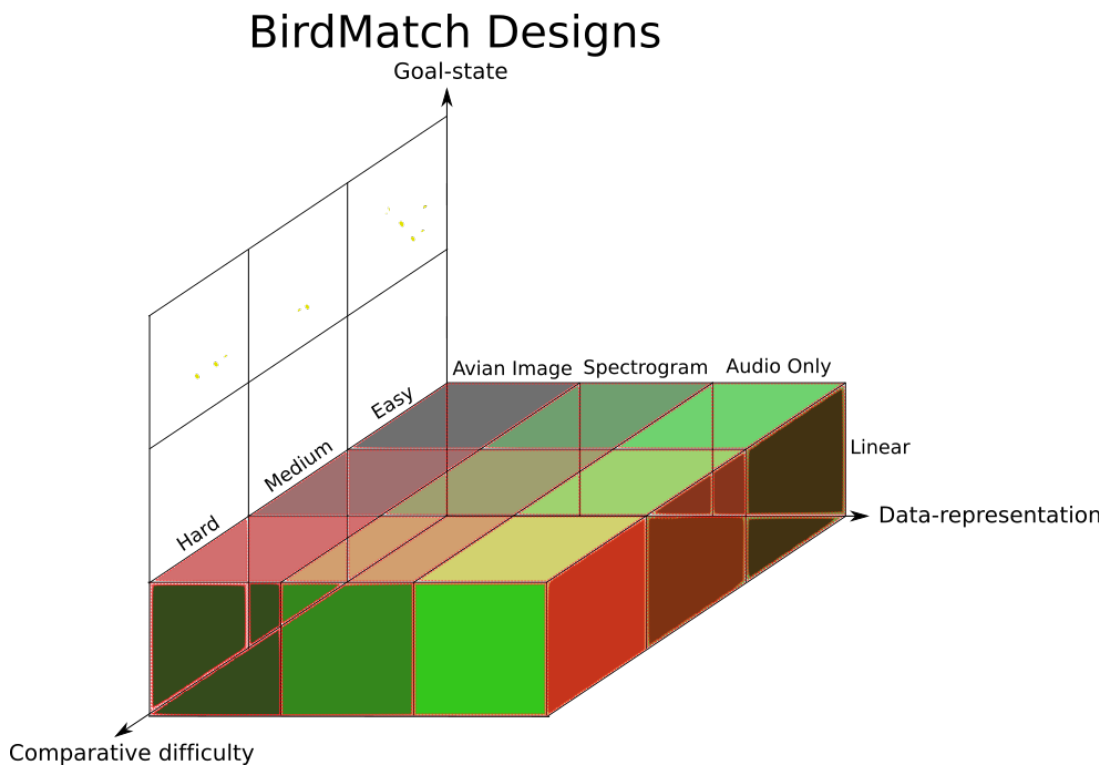 BirdMatch Designs
Goal-state
Avian Image
Spectrogram
Audio Only
Easy
Medium
Hard
Linear
Data-representation
Comparative difficulty